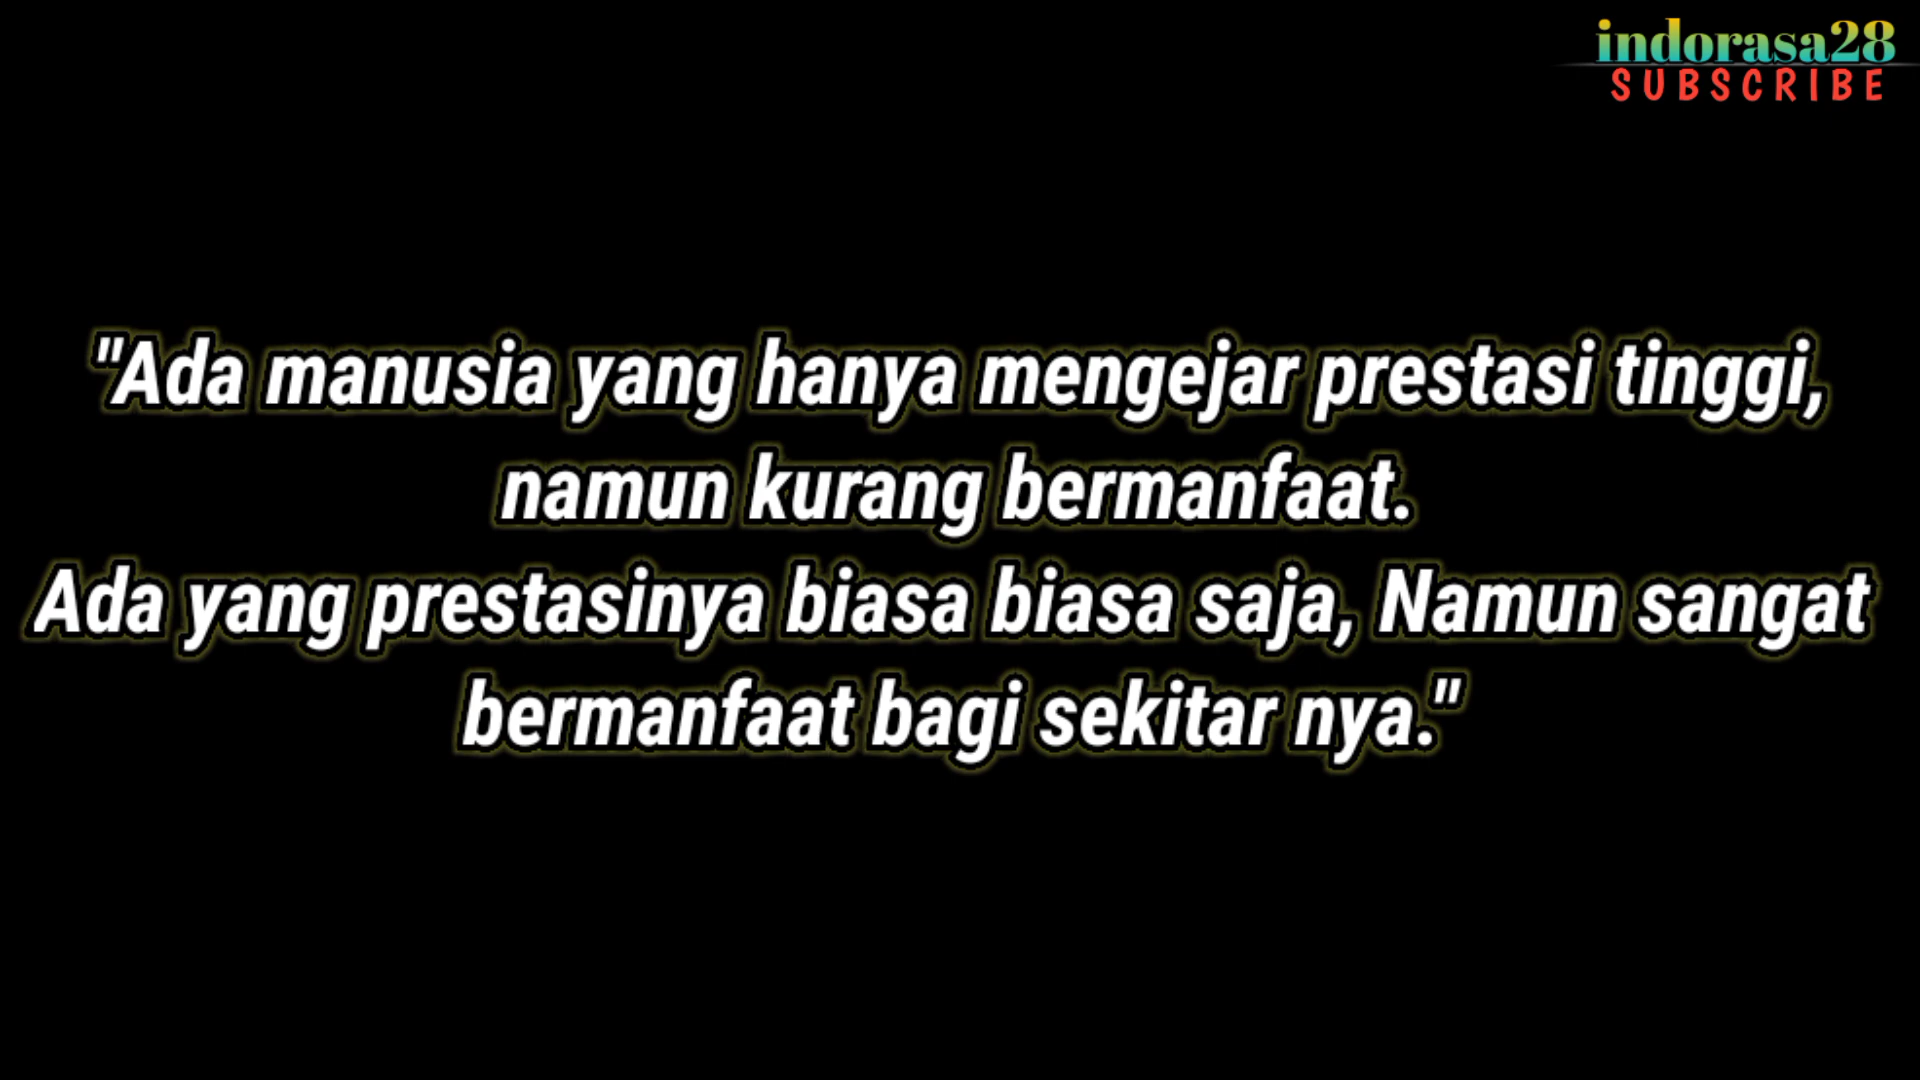 indorasa28
SUBSCRIBE
"Ada manusia yang hanya mengejar prestasi tinggi,
namun kurang bermanfaat.
Ada yang prestasinya biasa biasa saja, Namun sangat
bermanfaat bagi sekitar nya."